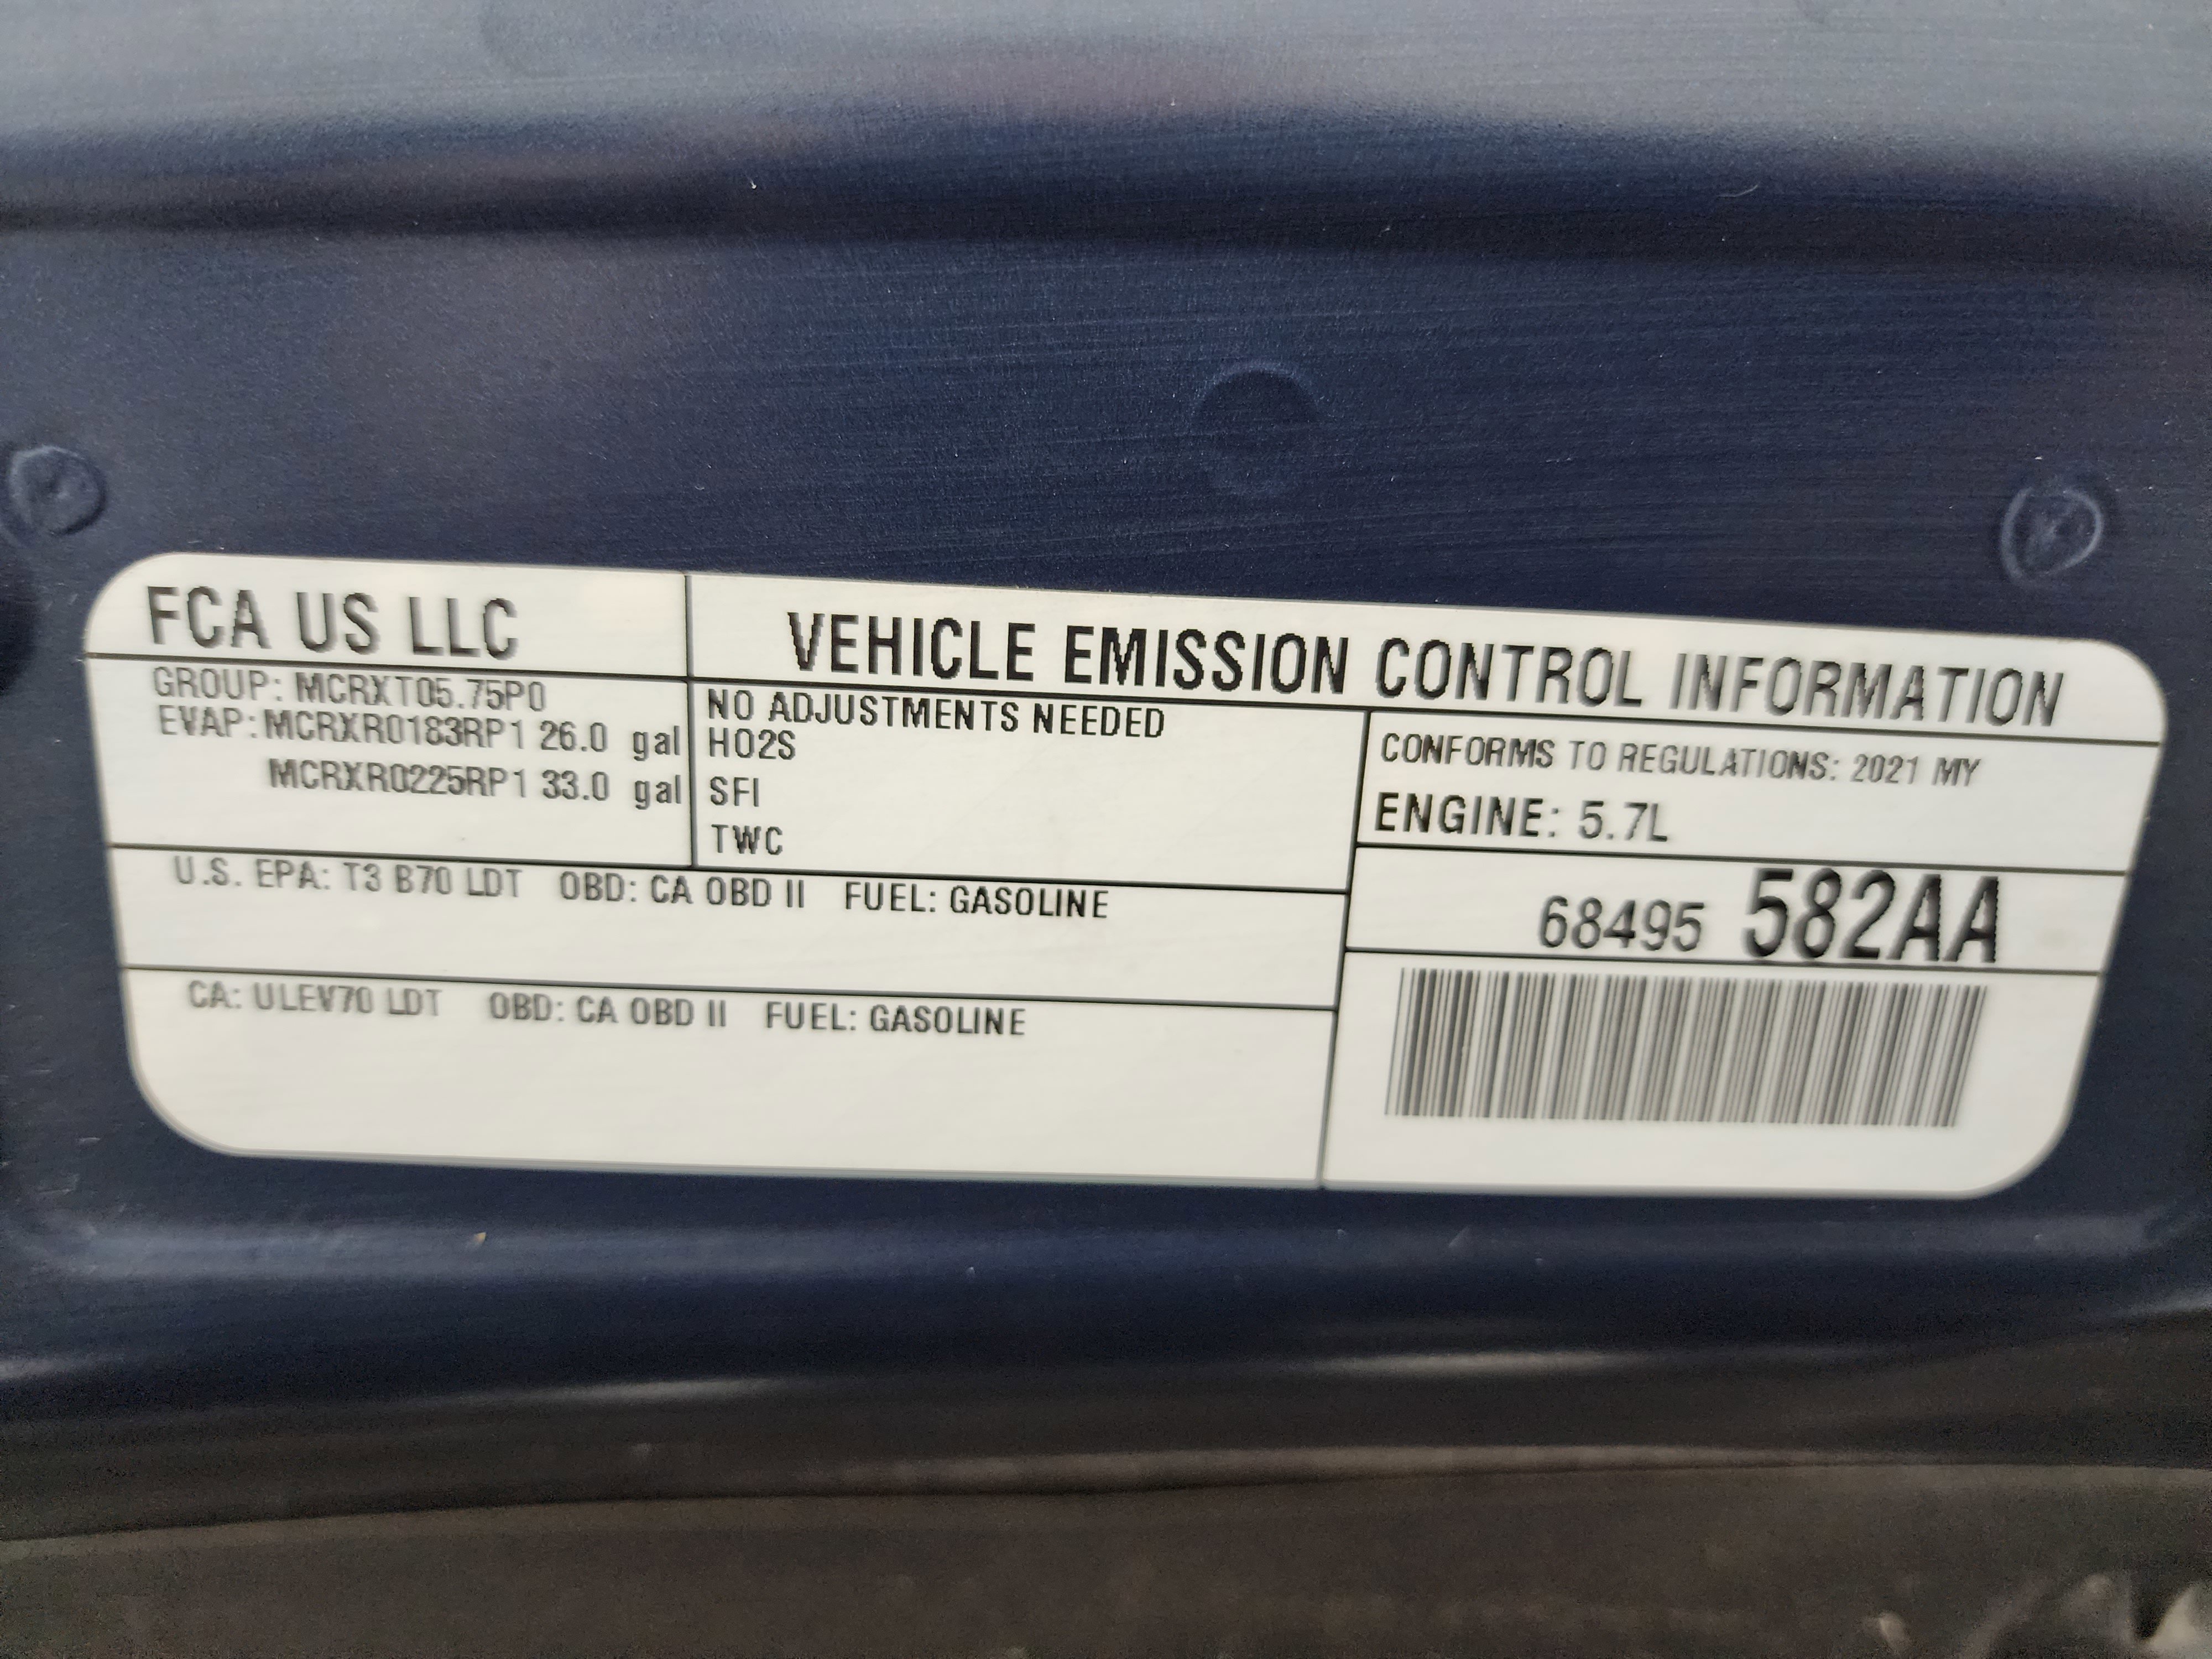 FCA US LLC
VEHICLE EMISSION CONTROL INFORMATION
GROUP: MCRXT05.75P0
EVAP: MCRXR0183RP1 26.0 gal
MCRXR0225RP1 33.0 gal
NO ADJUSTMENTS NEEDED
HO2S
SFI
TWC
CONFORMS TO REGULATIONS: 2021 MY
ENGINE: 5.7L
U.S. EPA: T3 B70 LDT OBD: CA OBD II FUEL: GASOLINE
68495 582AA
CA: ULEV70 LDT OBD: CA OBD II FUEL: GASOLINE